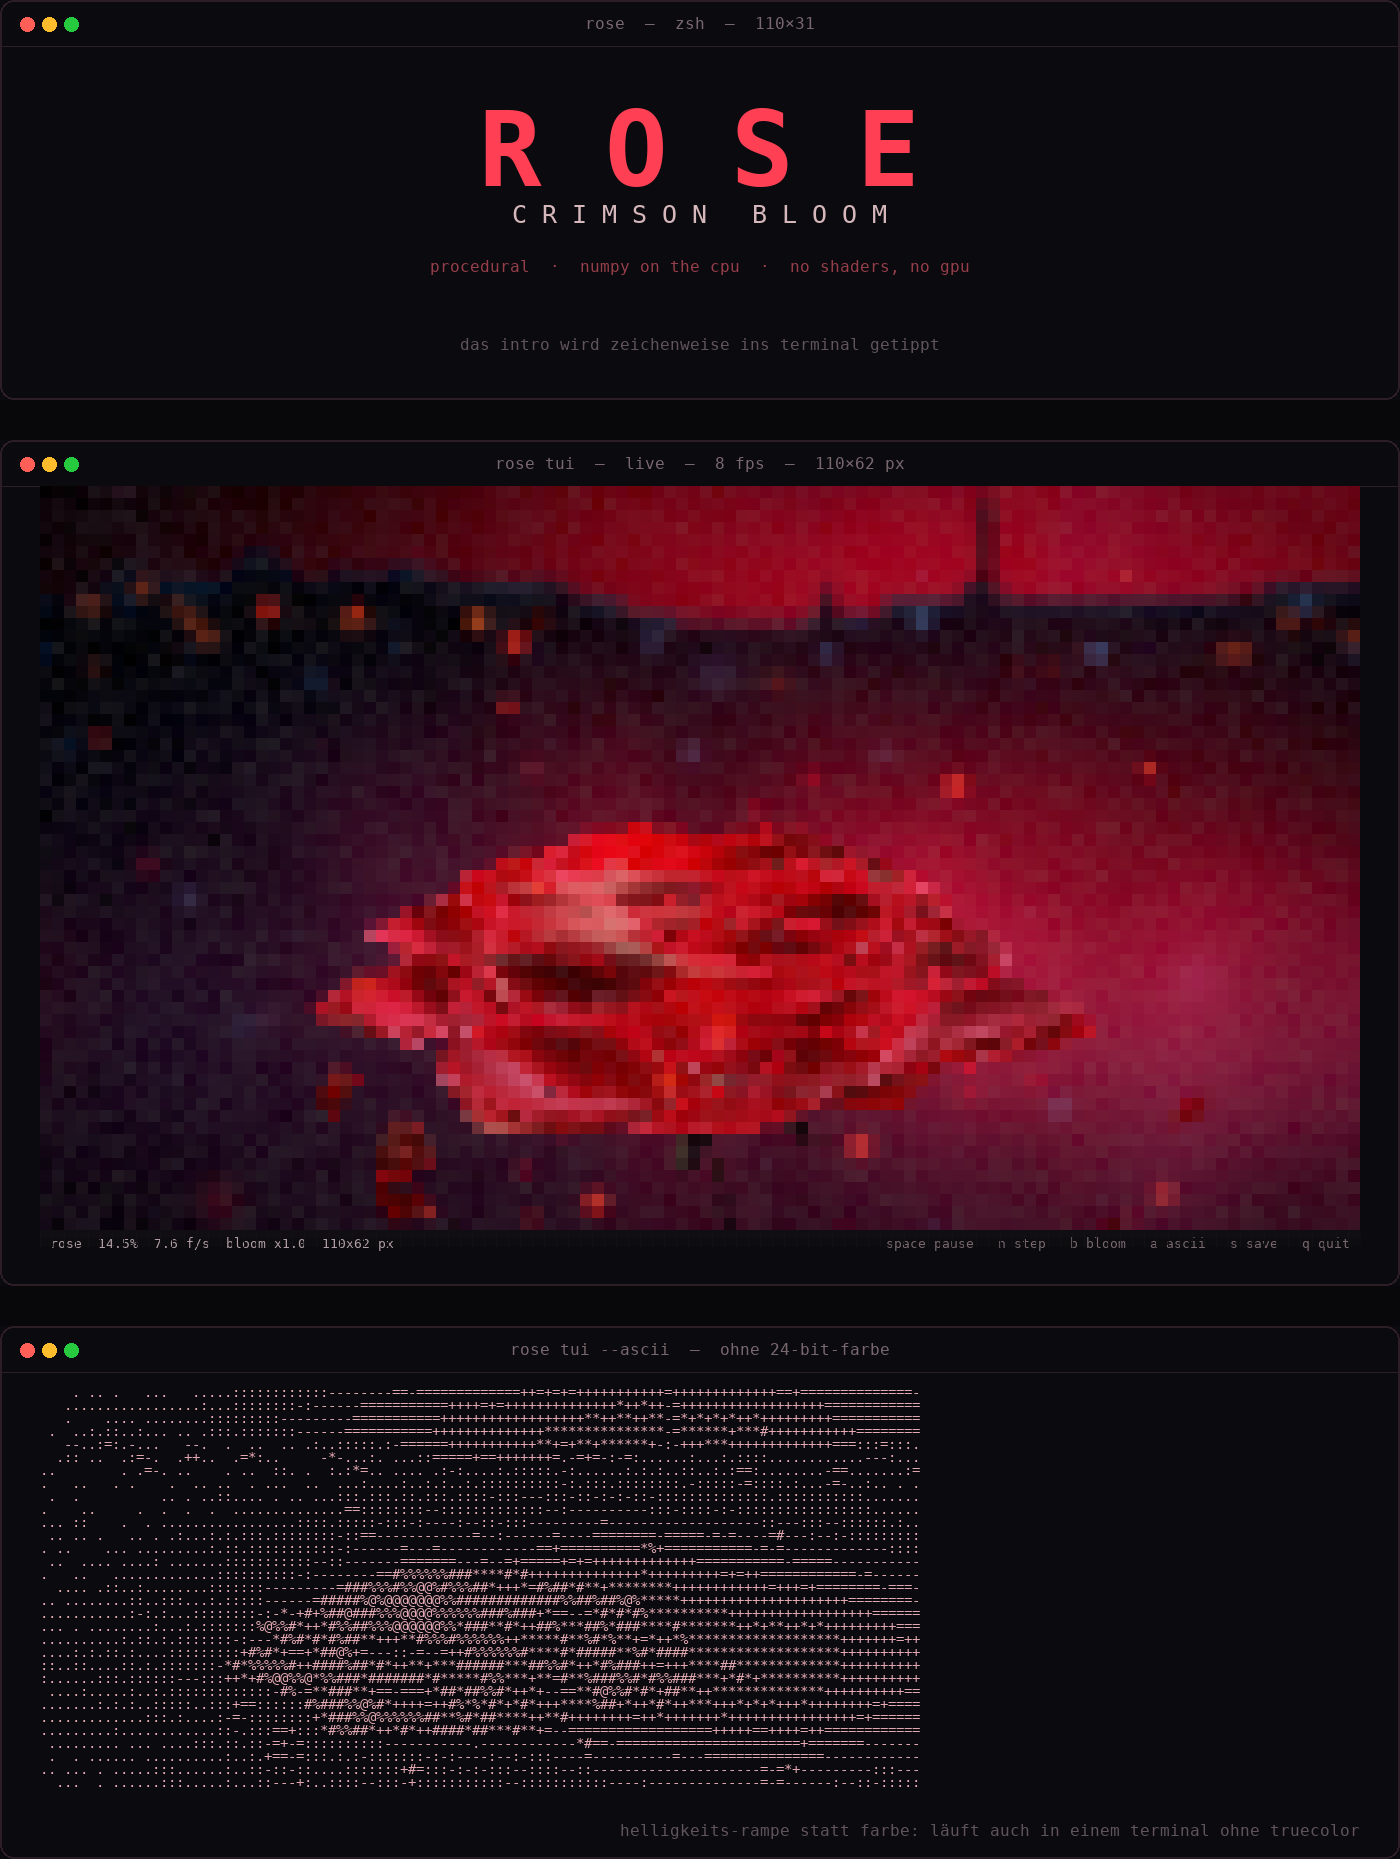 rose — zsh — 110×31
R O S E
CRIMSON BLOOM
procedural · numpy on the cpu · no shaders, no gpu
das intro wird zeichenweise ins terminal getippt
rose tui — live — 8 fps — 110×62 px
rose 14.5% 7.6 f/s bloom x1.0 110x62 px space pause n step b bloom a ascii s save q quit
rose tui --ascii — ohne 24-bit-farbe
helligkeits-rampe statt farbe: läuft auch in einem terminal ohne truecolor